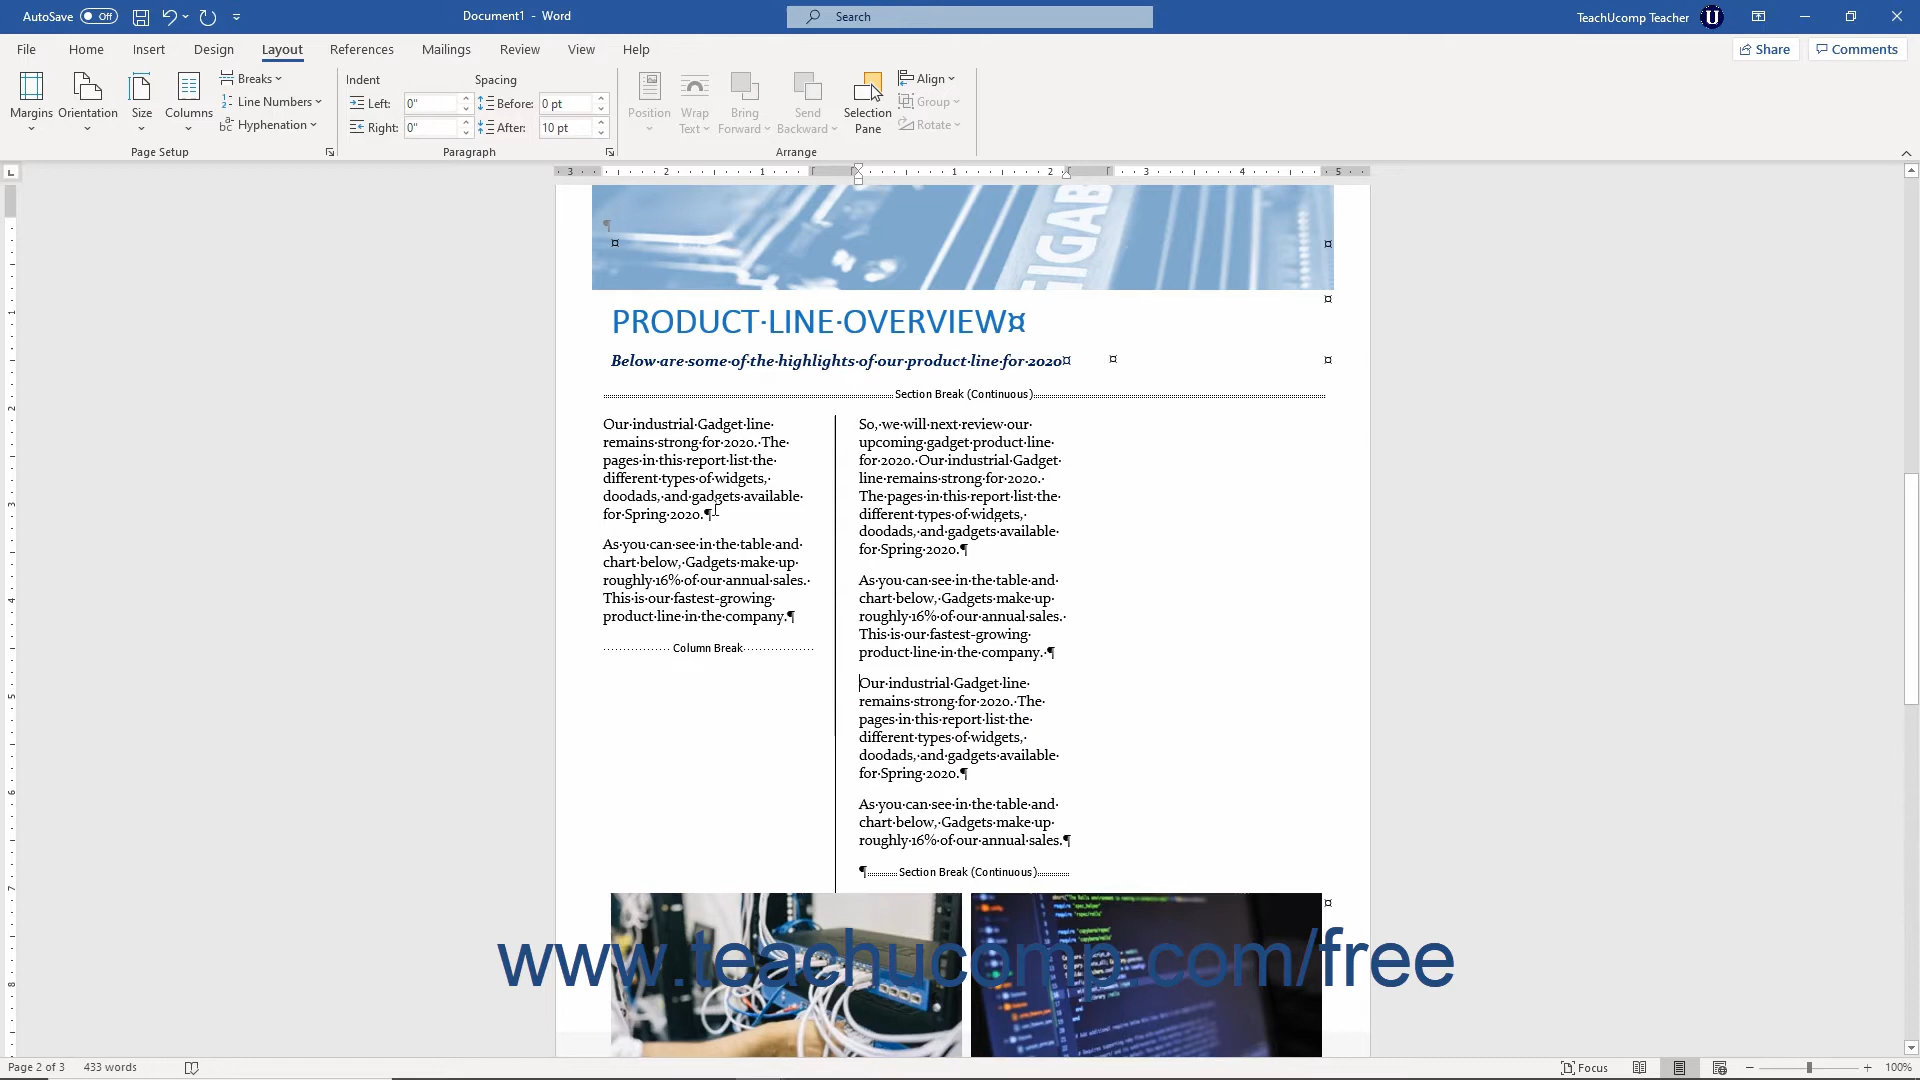 AutoSave Off
Document1 - Word
Search
TeachUcomp Teacher
U
File Home Insert Design Layout References Mailings Review View Help
Share Comments
Margins
Orientation
Size
Columns
Breaks
Line Numbers
Hyphenation
Page Setup
Indent
Left: 0"
Right: 0"
Spacing
Before: 0 pt
After: 10 pt
Paragraph
Position
Wrap
Text
Bring
Forward
Send
Backward
Selection
Pane
Align
Group
Rotate
Arrange
3 2 1 1 2 3 4 5
GIGAB
¶
PRODUCT·LINE·OVERVIEW¤
Below·are·some·of·the·highlights·of·our·product·line·for·2020¤
Section Break (Continuous)
Our·industrial·Gadget·line·
remains·strong·for·2020.·The·
pages·in·this·report·list·the·
different·types·of·widgets,·
doodads,·and·gadgets·available·
for·Spring·2020.¶
As·you·can·see·in·the·table·and·
chart·below,·Gadgets·make·up·
roughly·16%·of·our·annual·sales.·
This·is·our·fastest-growing·
product·line·in·the·company.¶
Column Break
So,·we·will·next·review·our·
upcoming·gadget·product·line·
for·2020.·Our·industrial·Gadget·
line·remains·strong·for·2020.·
The·pages·in·this·report·list·the·
different·types·of·widgets,·
doodads,·and·gadgets·available·
for·Spring·2020.¶
As·you·can·see·in·the·table·and·
chart·below,·Gadgets·make·up·
roughly·16%·of·our·annual·sales.·
This·is·our·fastest-growing·
product·line·in·the·company.·¶
Our·industrial·Gadget·line·
remains·strong·for·2020.·The·
pages·in·this·report·list·the·
different·types·of·widgets,·
doodads,·and·gadgets·available·
for·Spring·2020.¶
As·you·can·see·in·the·table·and·
chart·below,·Gadgets·make·up·
roughly·16%·of·our·annual·sales.¶
¶ Section Break (Continuous)
www.teachucomp.com/free
Page 2 of 3 433 words
Focus
100%